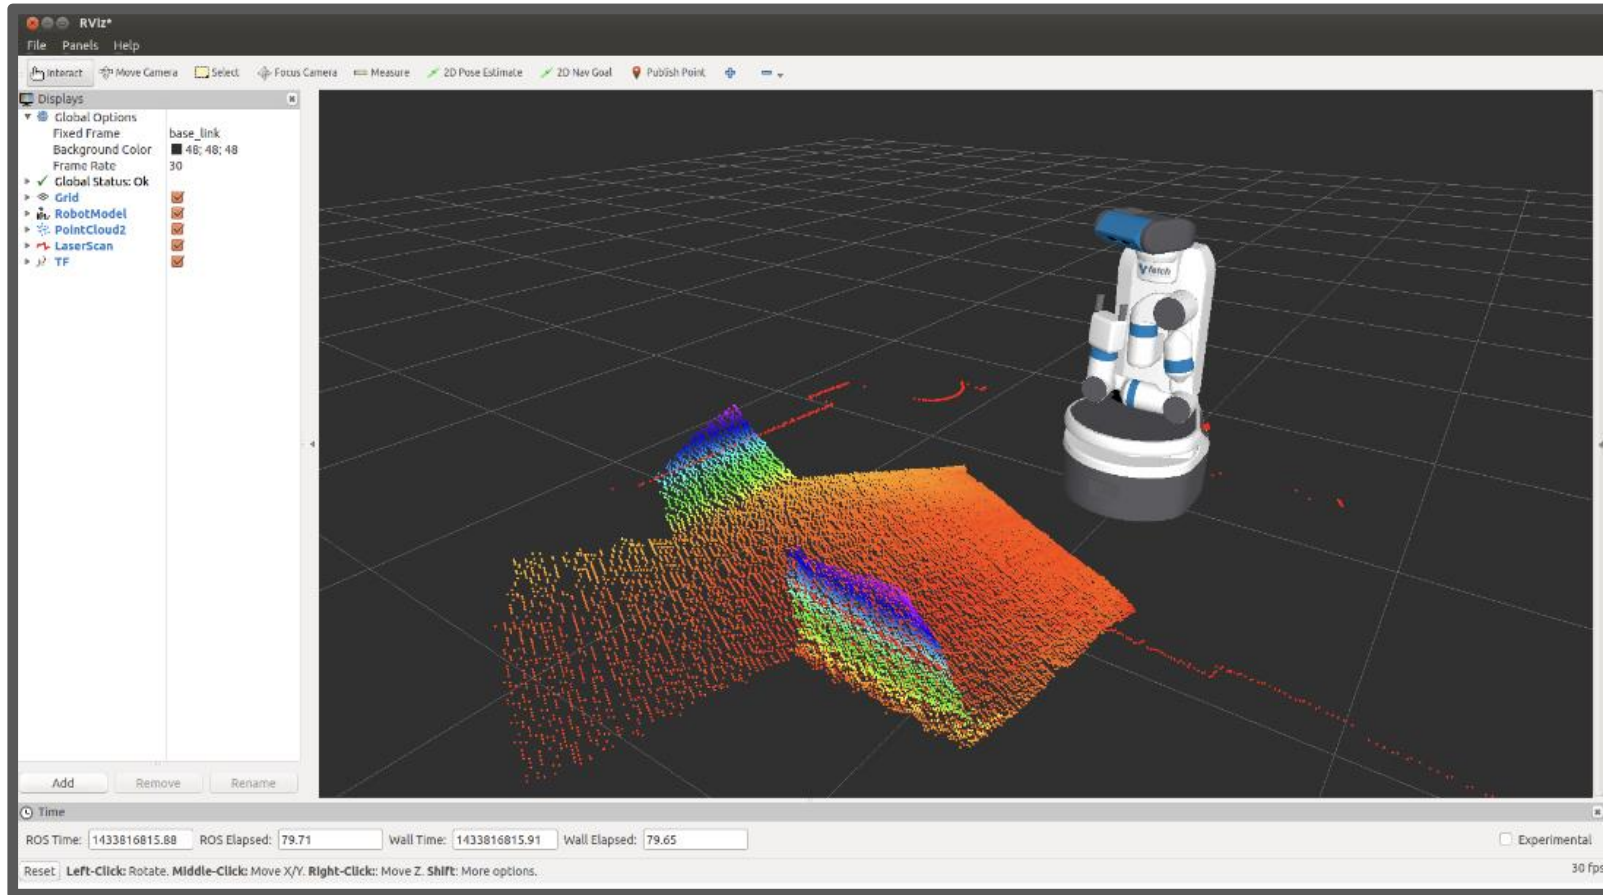 RViz*
File Panels Help
Interact Move Camera Select Focus Camera Measure 2D Pose Estimate 2D Nav Goal Publish Point
Displays
Global Options
Fixed Frame base_link
Background Color 48; 48; 48
Frame Rate 30
Global Status: Ok
Grid
RobotModel
PointCloud2
LaserScan
TF
fetch
Add Remove Rename
Time
ROS Time: 1433816815.88 ROS Elapsed: 79.71 Wall Time: 1433816815.91 Wall Elapsed: 79.65 Experimental
Reset Left-Click: Rotate. Middle-Click: Move X/Y. Right-Click:: Move Z. Shift: More options. 30 fps